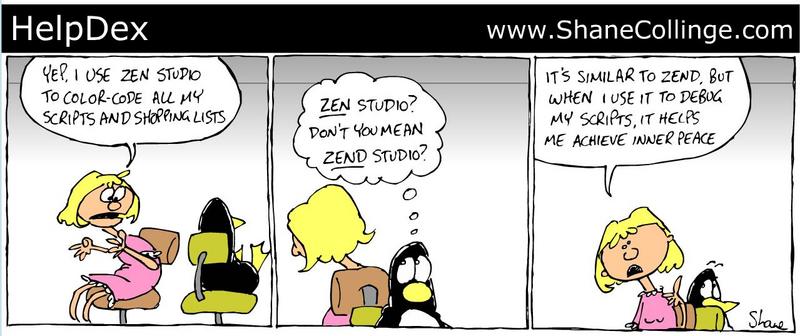 HelpDex
www.ShaneCollinge.com
YEP, I USE ZEN STUDIO
TO COLOR-CODE ALL MY
SCRIPTS AND SHOPPING LISTS
ZEN STUDIO?
DON'T YOU MEAN
ZEND STUDIO?
IT'S SIMILAR TO ZEND, BUT
WHEN I USE IT TO DEBUG
MY SCRIPTS, IT HELPS
ME ACHIEVE INNER PEACE
Shane